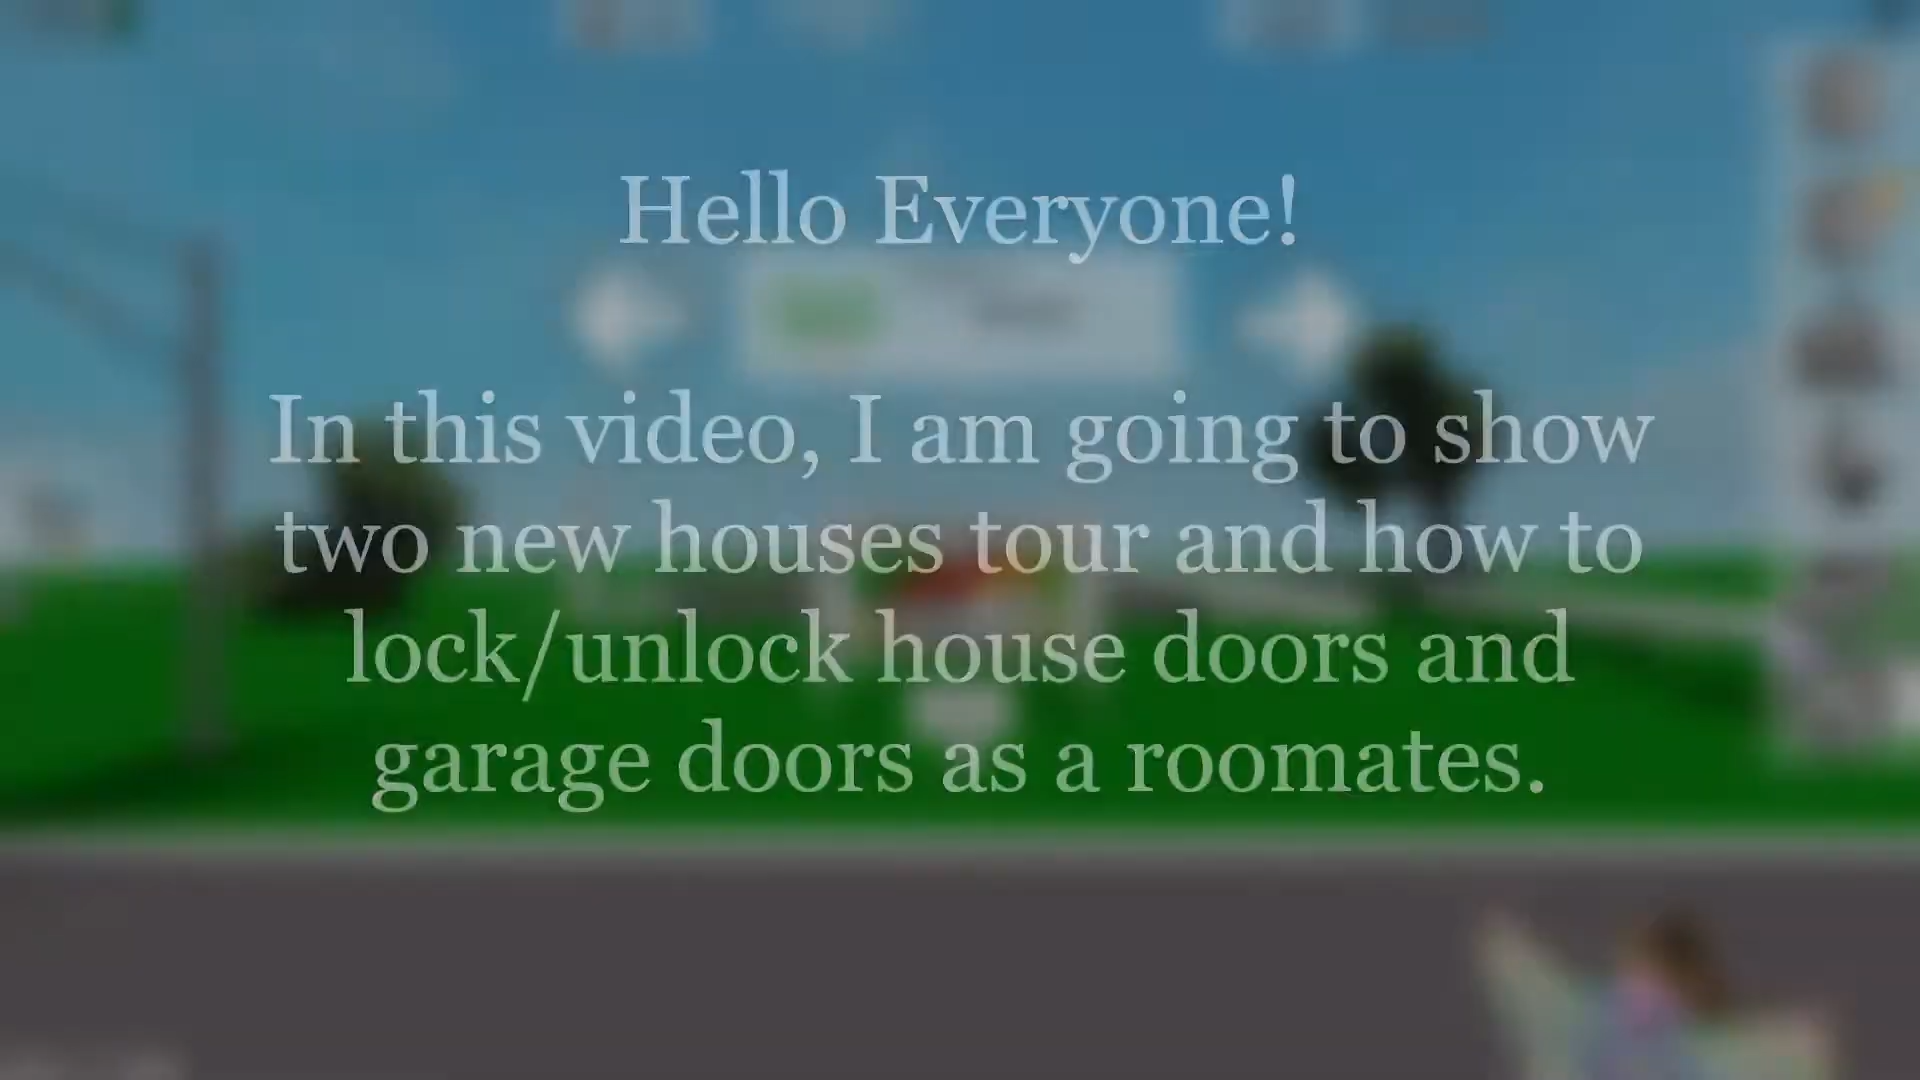 Hello Everyone!
In this video, I am going to show
two new houses tour and how to
lock/unlock house doors and
garage doors as a roomates.